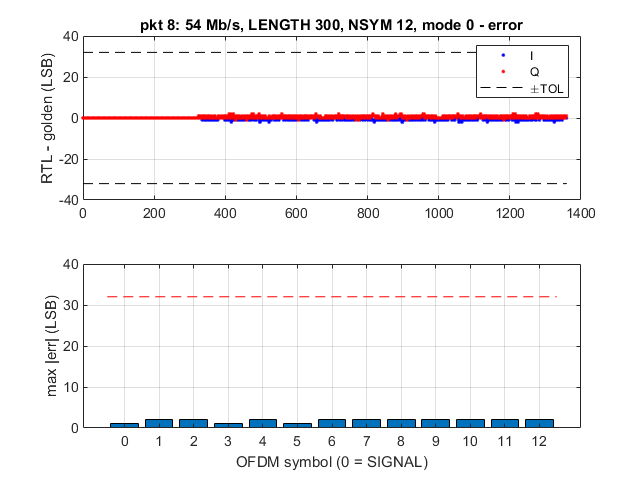 pkt 8: 54 Mb/s, LENGTH 300, NSYM 12, mode 0 - error
RTL - golden (LSB)
40
20
0
-20
-40
0 200 400 600 800 1000 1200 1400
I
Q
±TOL
max |err| (LSB)
40
30
20
10
0
0 1 2 3 4 5 6 7 8 9 10 11 12
OFDM symbol (0 = SIGNAL)